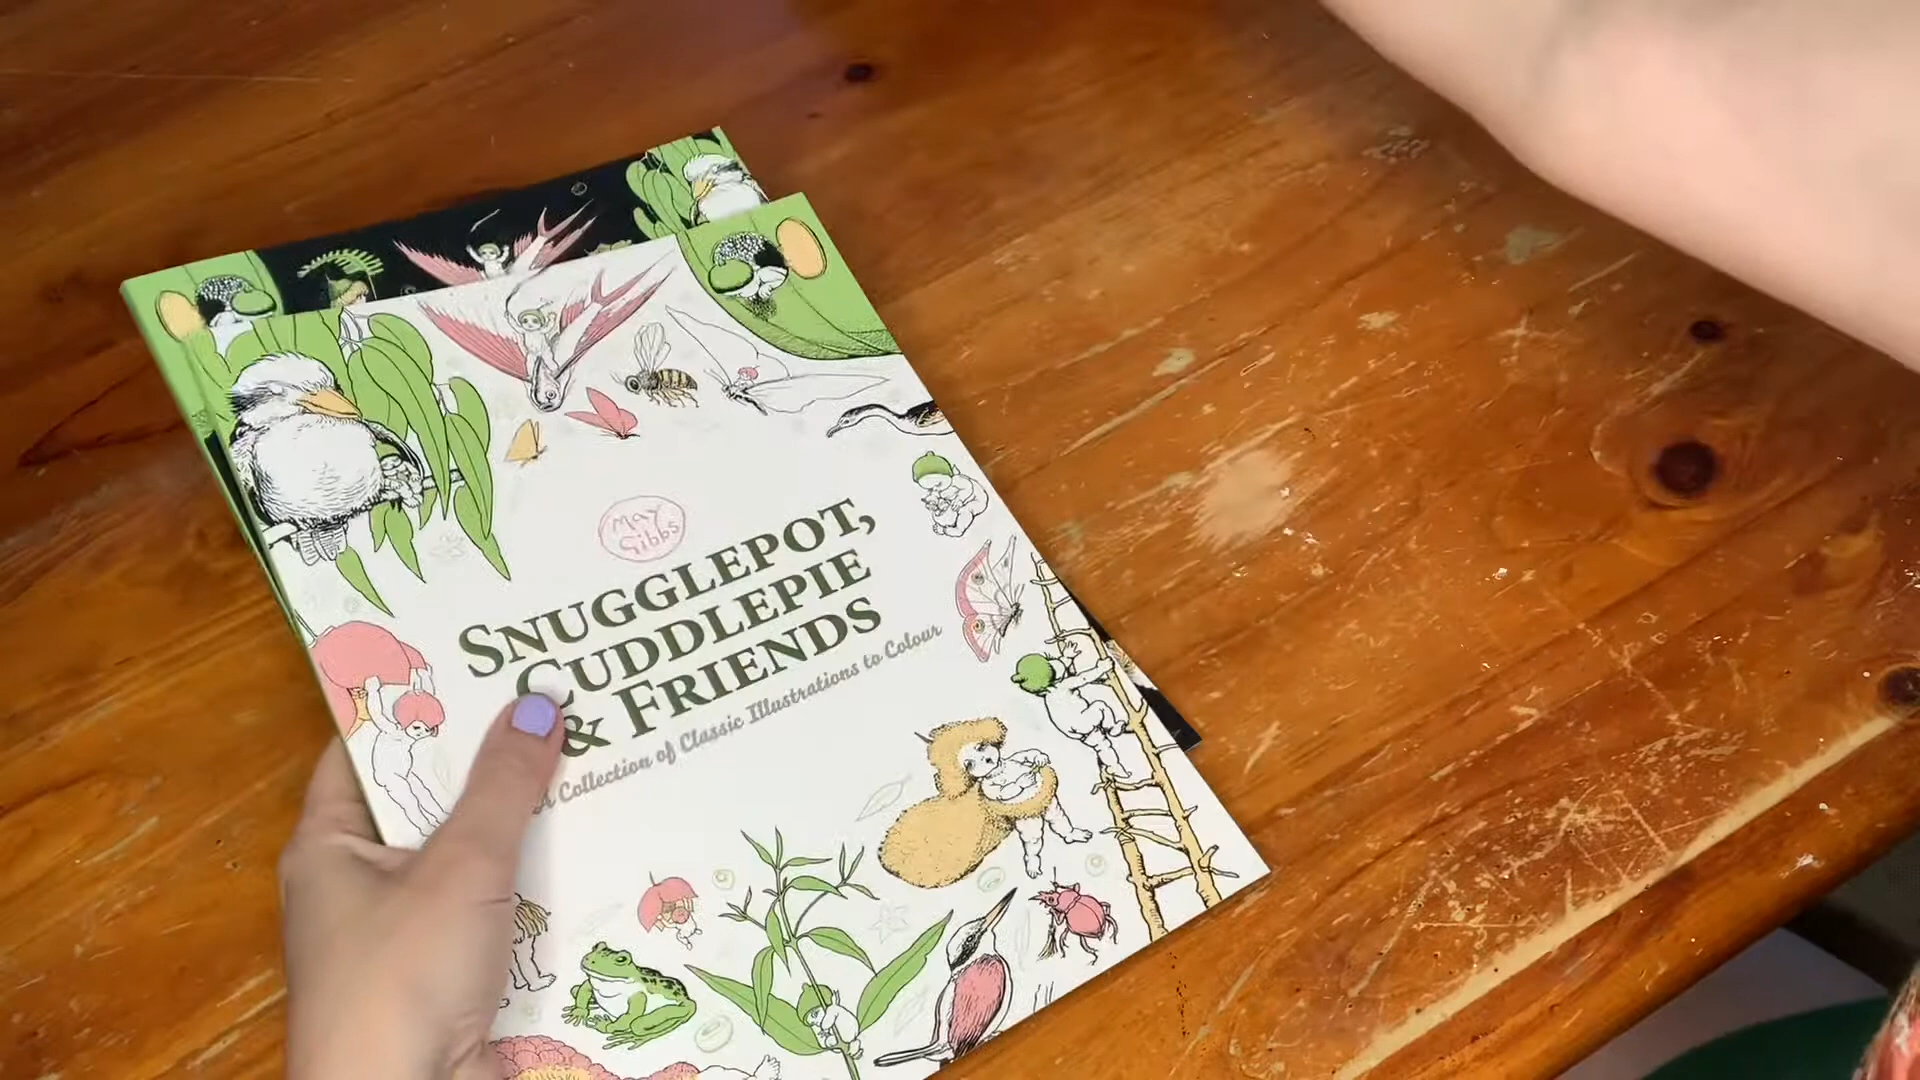 May
Gibbs
SNUGGLEPOT,
CUDDLEPIE
& FRIENDS
A Collection of Classic Illustrations to Colour